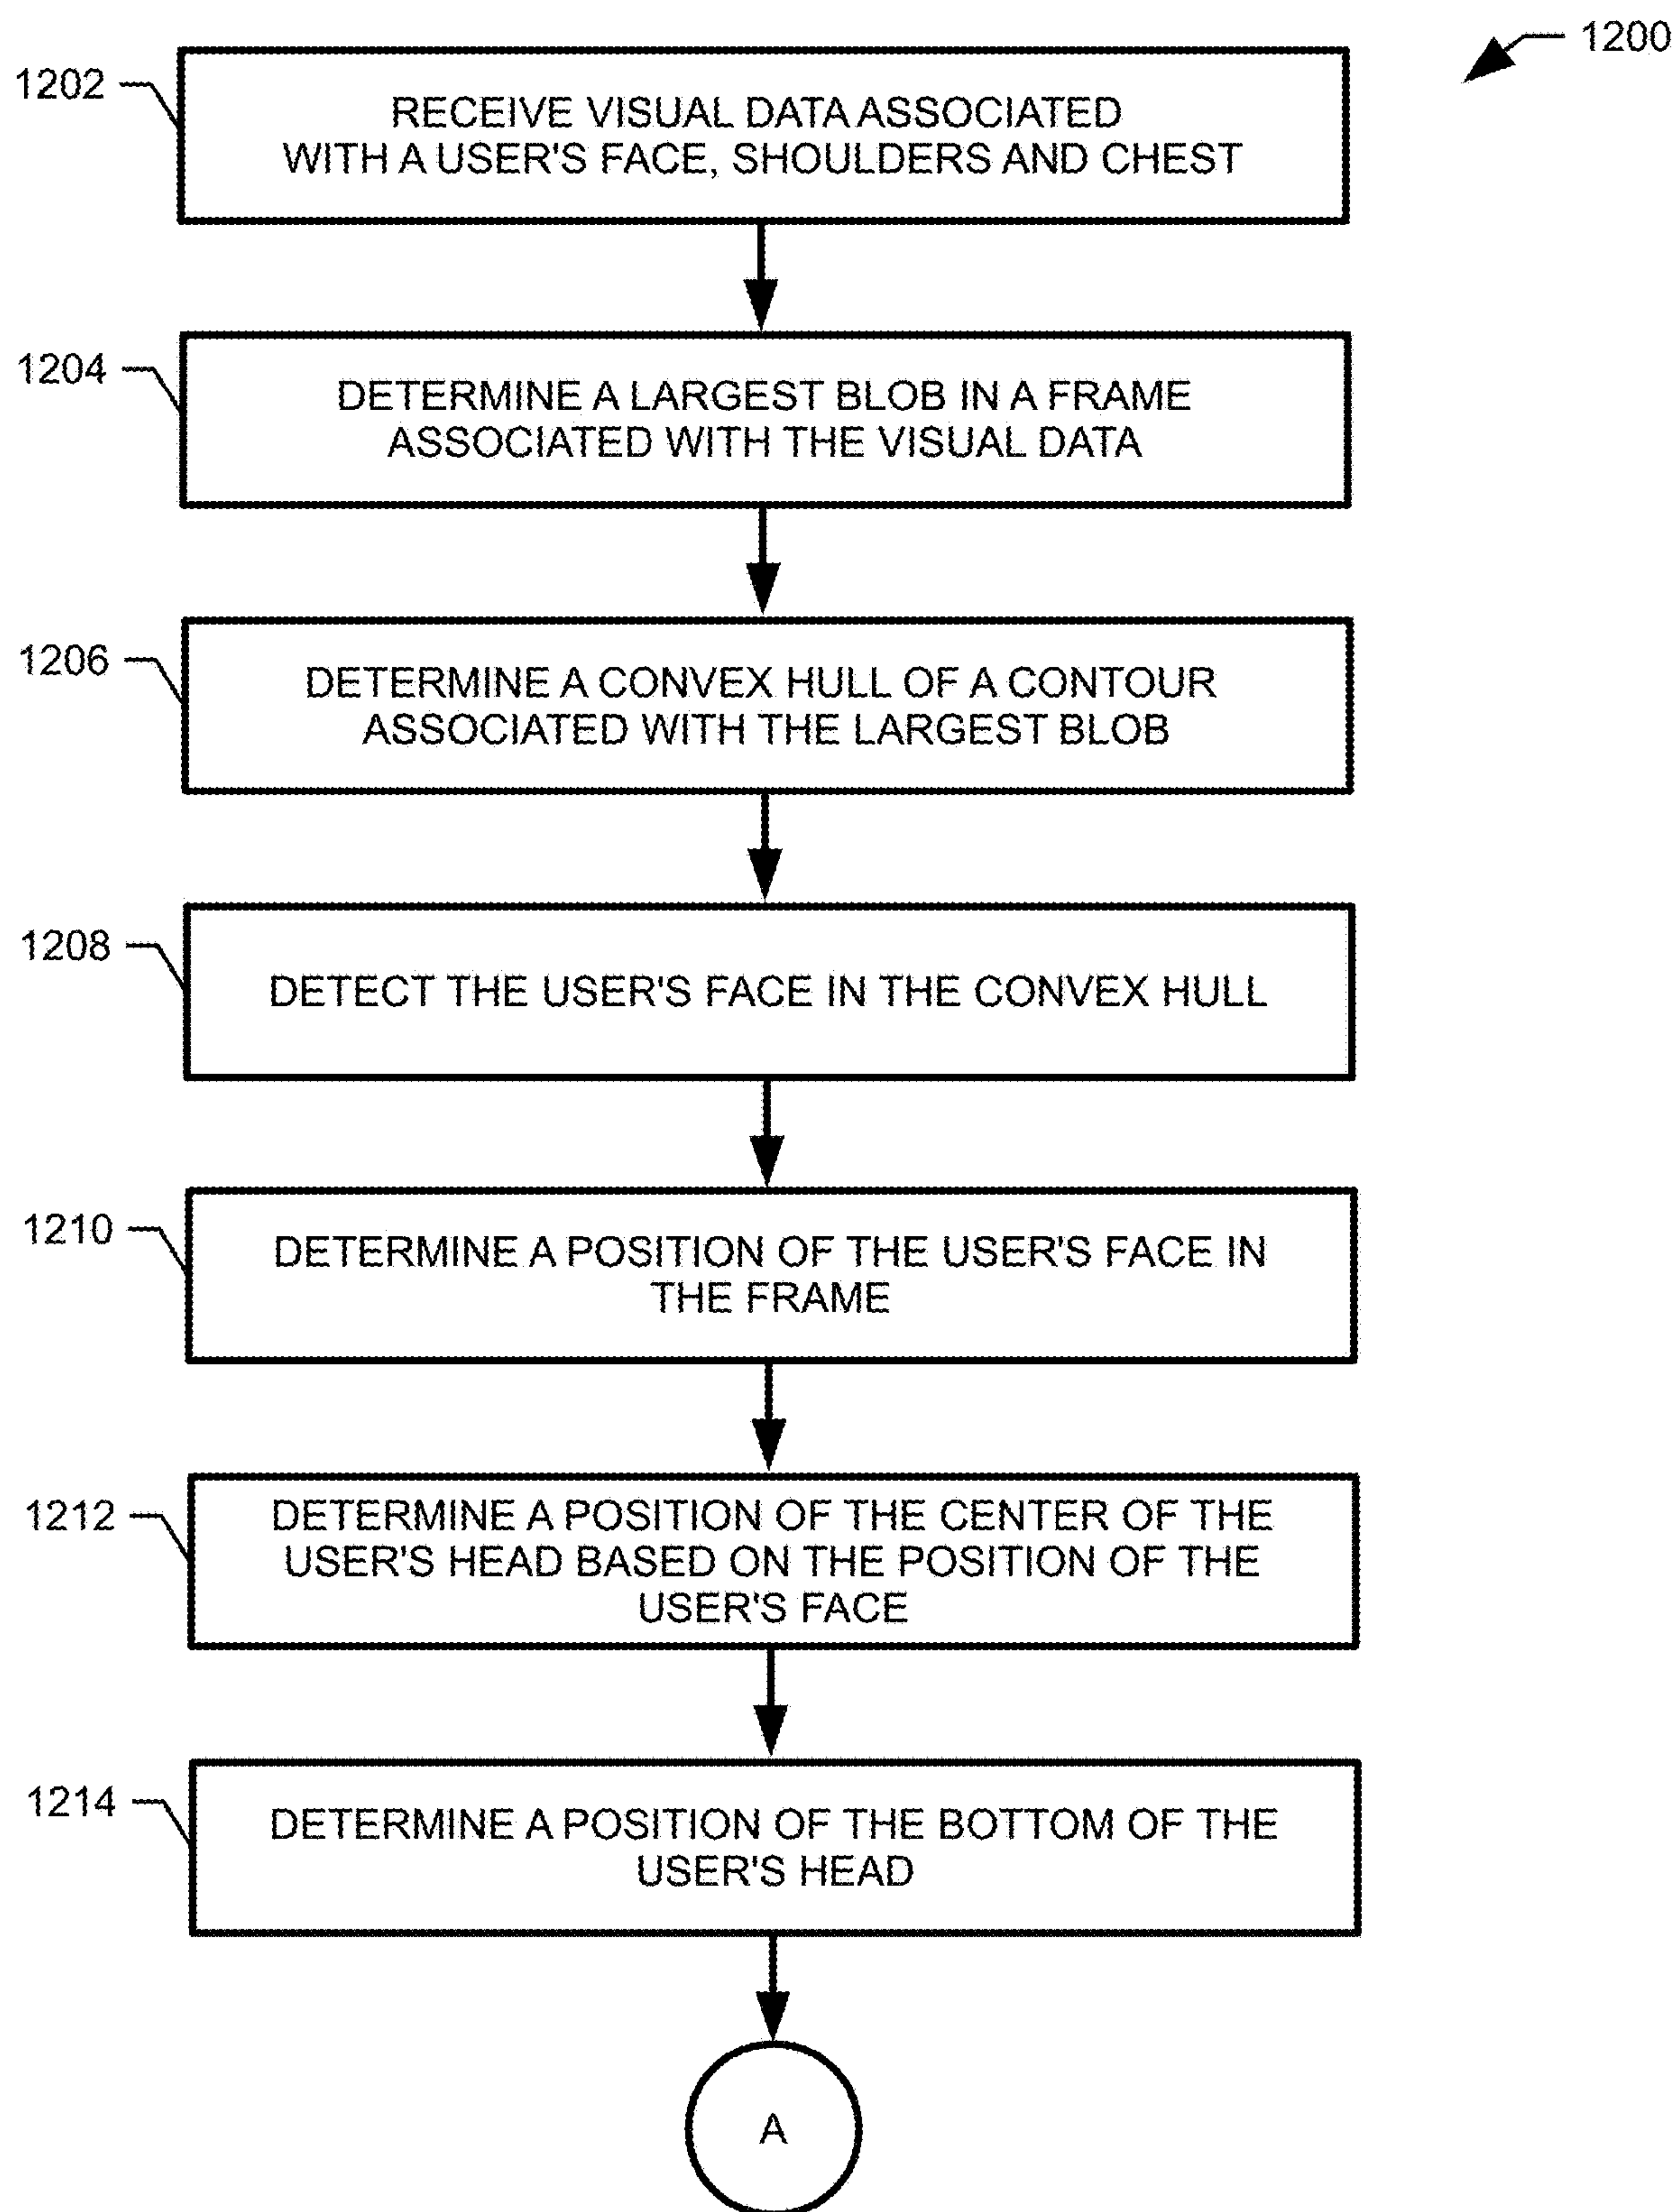 1200
1202
RECEIVE VISUAL DATA ASSOCIATED
WITH A USER'S FACE, SHOULDERS AND CHEST
1204
DETERMINE A LARGEST BLOB IN A FRAME
ASSOCIATED WITH THE VISUAL DATA
1206
DETERMINE A CONVEX HULL OF A CONTOUR
ASSOCIATED WITH THE LARGEST BLOB
1208
DETECT THE USER'S FACE IN THE CONVEX HULL
1210
DETERMINE A POSITION OF THE USER'S FACE IN
THE FRAME
1212
DETERMINE A POSITION OF THE CENTER OF THE
USER'S HEAD BASED ON THE POSITION OF THE
USER'S FACE
1214
DETERMINE A POSITION OF THE BOTTOM OF THE
USER'S HEAD
A